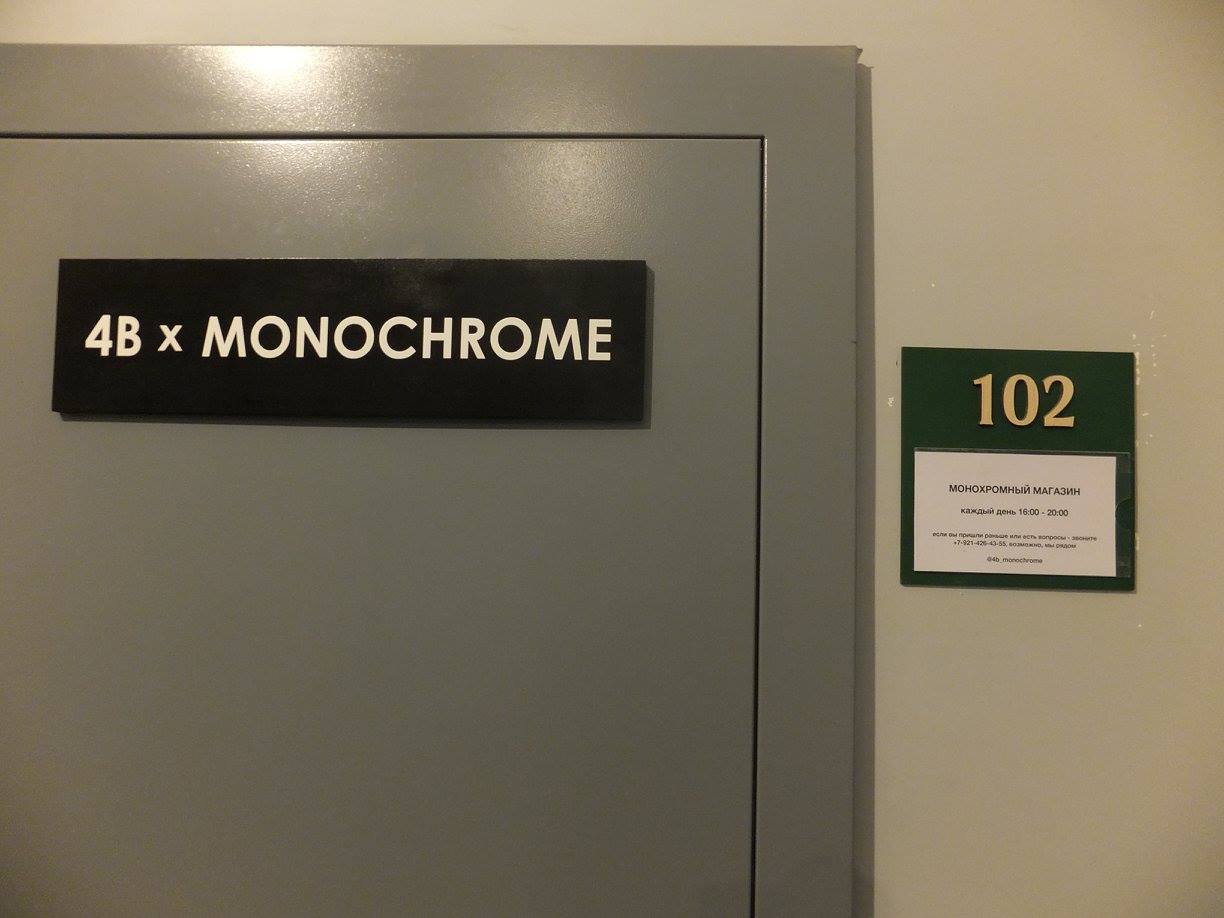 4B x MONOCHROME
102
МОНОХРОМНЫЙ МАГАЗИН
каждый день 16:00 - 20:00
если вы пришли раньше или есть вопросы - звоните
+7-921-426-43-55, возможно, мы рядом
@4b_monochrome